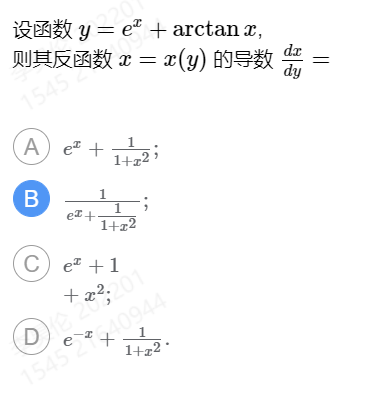 设函数 y = e^x + arctan x,
则其反函数 x = x(y) 的导数 dx/dy =
A e^x + 1/(1+x^2);
B 1/(e^x + 1/(1+x^2));
C e^x + 1
+ x^2;
D e^{-x} + 1/(1+x^2).